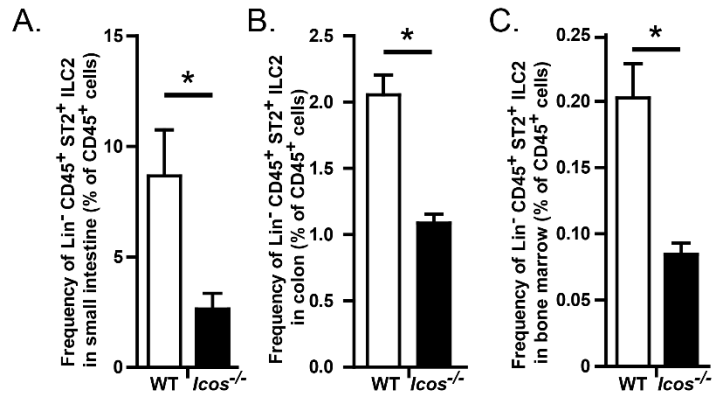 A.
Frequency of Lin⁻ CD45⁺ ST2⁺ ILC2
in small intestine (% of CD45⁺ cells)
15
10
5
0
*
WT Icos⁻/⁻
B.
Frequency of Lin⁻ CD45⁺ ST2⁺ ILC2
in colon (% of CD45⁺ cells)
2.5
2.0
1.5
1.0
0.5
0.0
*
WT Icos⁻/⁻
C.
Frequency of Lin⁻ CD45⁺ ST2⁺ ILC2
in bone marrow (% of CD45⁺ cells)
0.25
0.20
0.15
0.10
0.05
0
*
WT Icos⁻/⁻